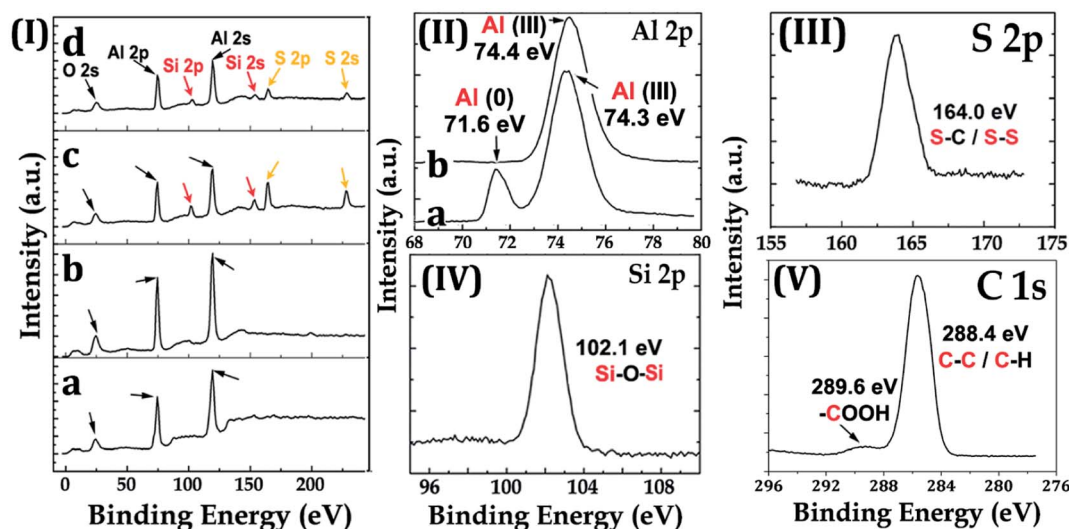 (I)
d
O 2s
Al 2p
Si 2p
Al 2s
Si 2s
S 2p
S 2s
c
b
a
Intensity (a.u.)
0 50 100 150 200
Binding Energy (eV)
(II)
Al (III)
74.4 eV
Al 2p
Al (0)
71.6 eV
Al (III)
74.3 eV
b
a
68 70 72 74 76 78 80
Intensity (a.u.)
(III)
S 2p
164.0 eV
S-C / S-S
155 160 165 170 175
(IV)
Si 2p
102.1 eV
Si-O-Si
96 100 104 108
Binding Energy (eV)
Intensity (a.u.)
(V)
C 1s
288.4 eV
C-C / C-H
289.6 eV
-COOH
296 292 288 284 280 276
Binding Energy (eV)